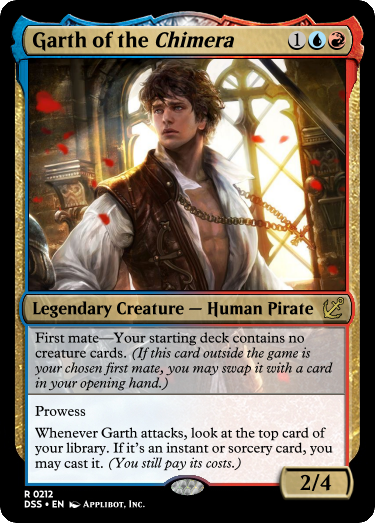 Garth of the Chimera 1
Legendary Creature — Human Pirate
First mate—Your starting deck contains no
creature cards. (If this card outside the game is
your chosen first mate, you may swap it with a card
in your opening hand.)
Prowess
Whenever Garth attacks, look at the top card of
your library. If it's an instant or sorcery card, you
may cast it. (You still pay its costs.)
2/4
R 0212
DSS • EN Applibot, Inc.